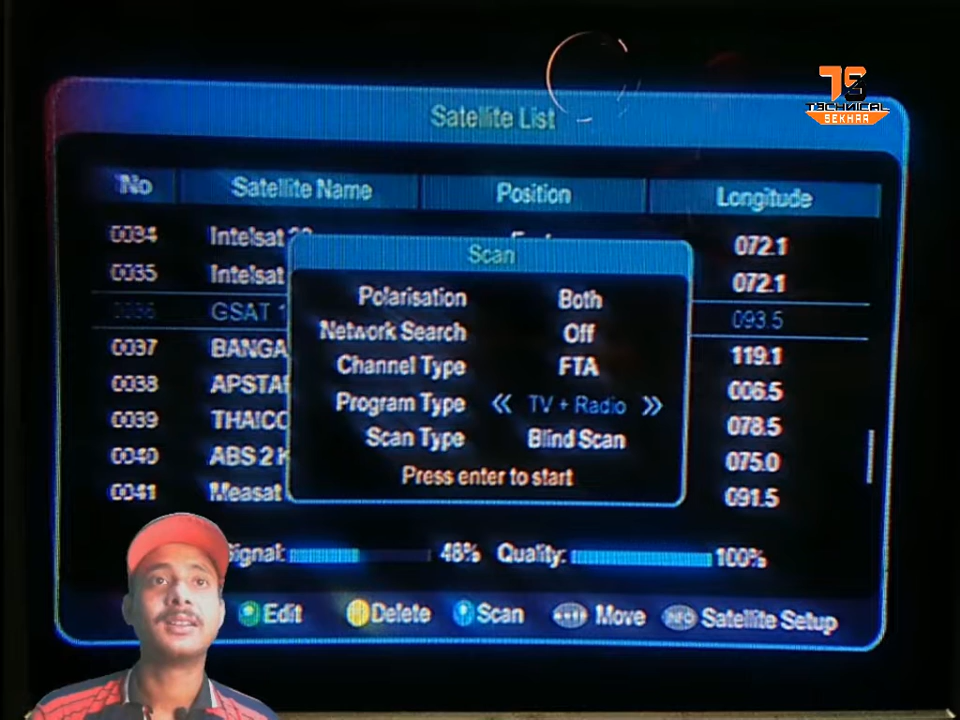 TS
TECHNICAL
SEKHAR
Satellite List
No Satellite Name Position Longitude
0034 Intelsat 072.1
0035 Intelsat 072.1
0036 GSAT 093.5
0037 BANGA 119.1
0038 APSTA 006.5
0039 THAICO 078.5
0040 ABS 2 075.0
0041 Measat 091.5
Scan
Polarisation Both
Network Search Off
Channel Type FTA
Program Type « TV + Radio »
Scan Type Blind Scan
Press enter to start
Signal: 48% Quality: 100%
Edit Delete Scan Move INFO Satellite Setup